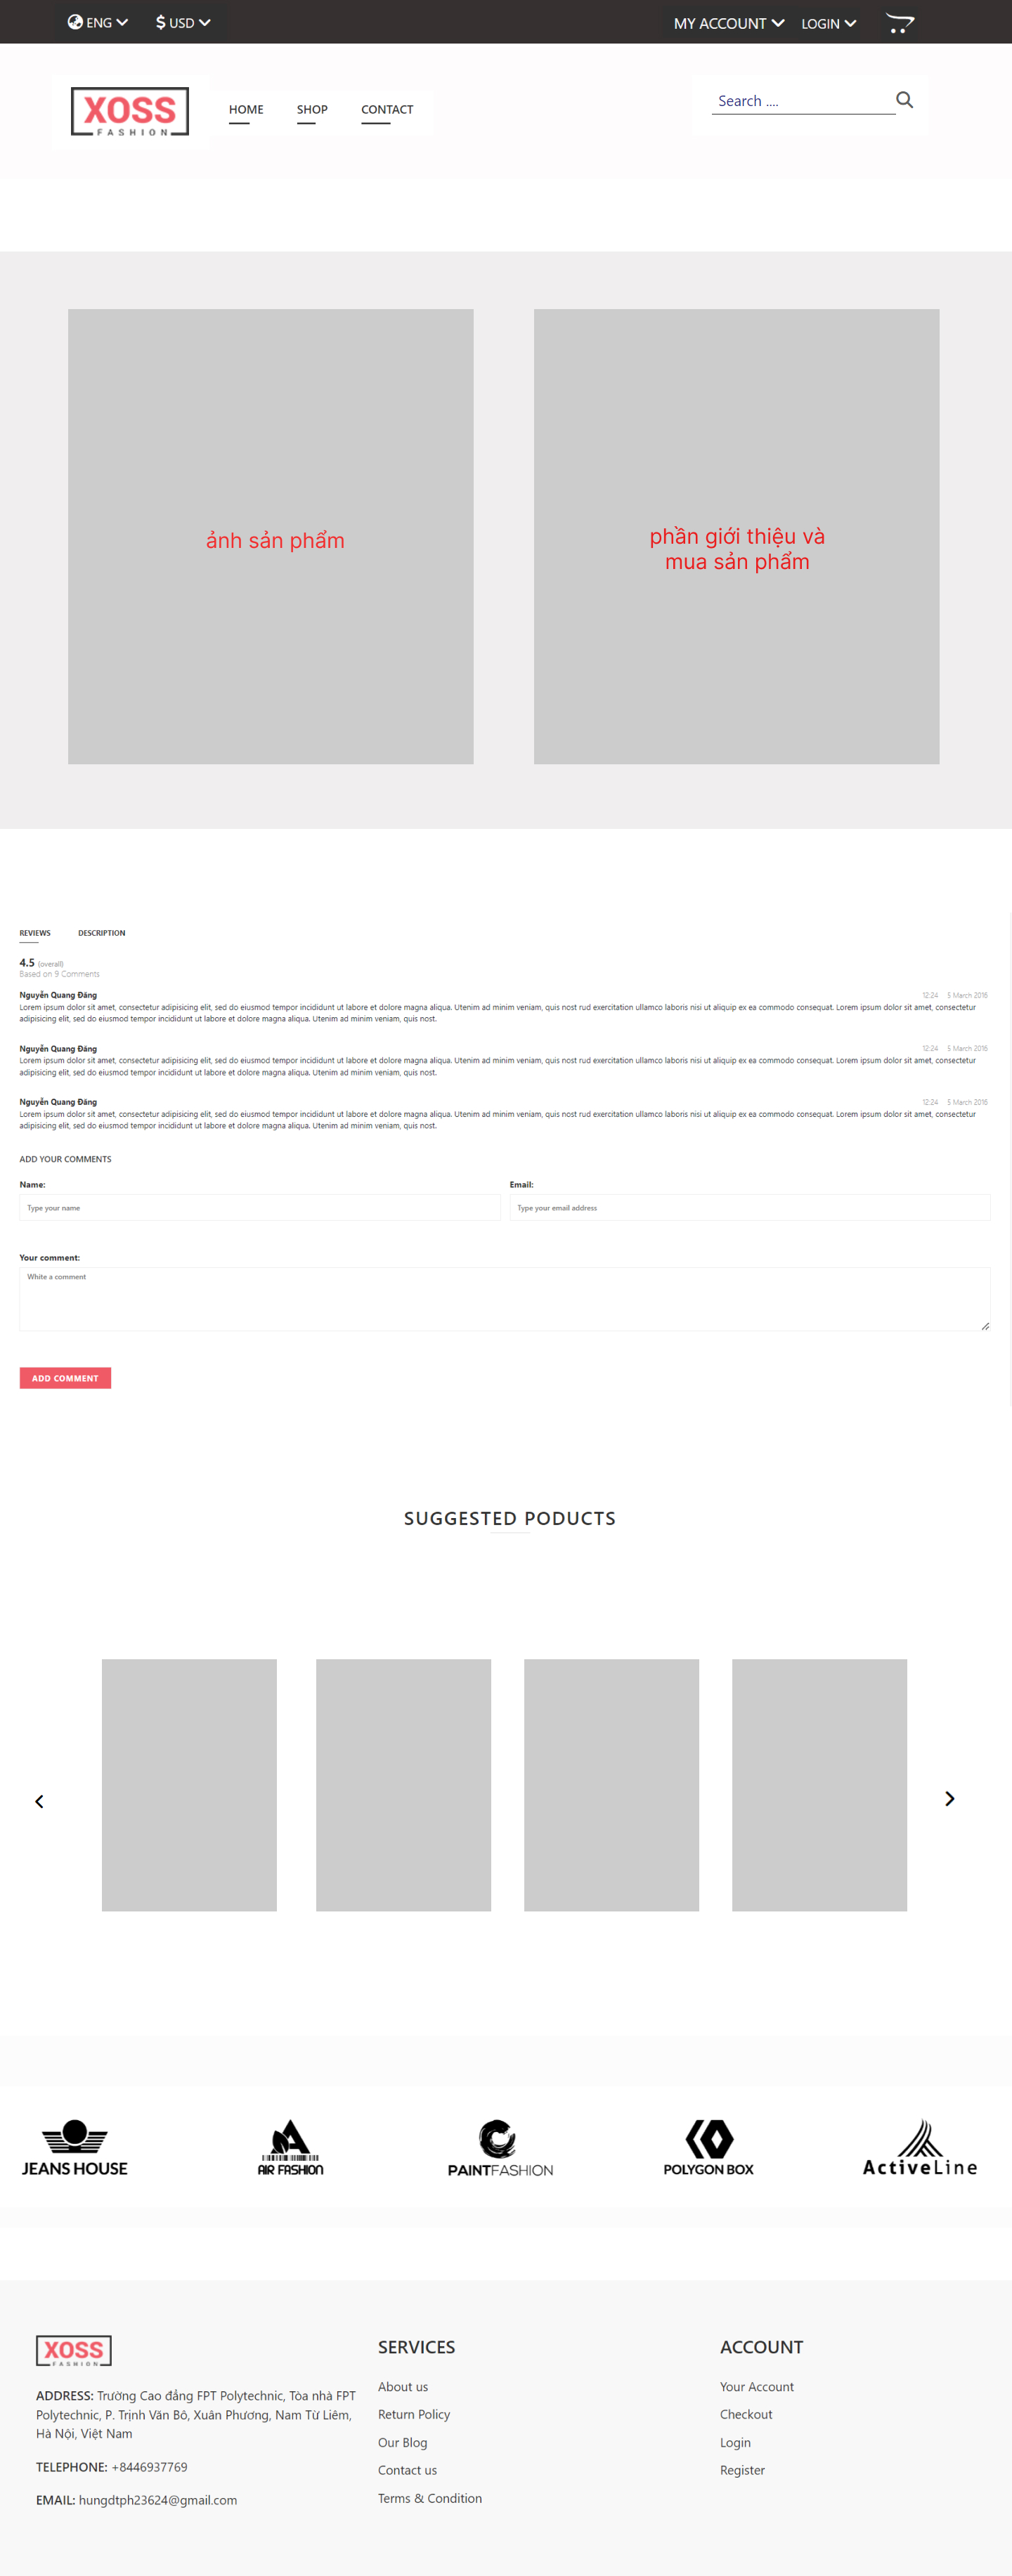 ENG USD MY ACCOUNT LOGIN
XOSS
FASHION
HOME SHOP CONTACT
Search ....
ảnh sản phẩm
phần giới thiệu và
mua sản phẩm
REVIEWS DESCRIPTION
4.5 (overall)
Based on 9 Comments
Nguyễn Quang Đăng 12:24 5 March 2016
Lorem ipsum dolor sit amet, consectetur adipisicing elit, sed do eiusmod tempor incididunt ut labore et dolore magna aliqua. Utenim ad minim veniam, quis nost rud exercitation ullamco laboris nisi ut aliquip ex ea commodo consequat. Lorem ipsum dolor sit amet, consectetur
adipisicing elit, sed do eiusmod tempor incididunt ut labore et dolore magna aliqua. Utenim ad minim veniam, quis nost.
Nguyễn Quang Đăng 12:24 5 March 2016
Lorem ipsum dolor sit amet, consectetur adipisicing elit, sed do eiusmod tempor incididunt ut labore et dolore magna aliqua. Utenim ad minim veniam, quis nost rud exercitation ullamco laboris nisi ut aliquip ex ea commodo consequat. Lorem ipsum dolor sit amet, consectetur
adipisicing elit, sed do eiusmod tempor incididunt ut labore et dolore magna aliqua. Utenim ad minim veniam, quis nost.
Nguyễn Quang Đăng 12:24 5 March 2016
Lorem ipsum dolor sit amet, consectetur adipisicing elit, sed do eiusmod tempor incididunt ut labore et dolore magna aliqua. Utenim ad minim veniam, quis nost rud exercitation ullamco laboris nisi ut aliquip ex ea commodo consequat. Lorem ipsum dolor sit amet, consectetur
adipisicing elit, sed do eiusmod tempor incididunt ut labore et dolore magna aliqua. Utenim ad minim veniam, quis nost.
ADD YOUR COMMENTS
Name: Email:
Type your name Type your email address
Your comment:
White a comment
ADD COMMENT
SUGGESTED PODUCTS
JEANS HOUSE AIR FASHION PAINTFASHION POLYGON BOX ActiveLine
XOSS
FASHION
ADDRESS: Trường Cao đẳng FPT Polytechnic, Tòa nhà FPT
Polytechnic, P. Trịnh Văn Bô, Xuân Phương, Nam Từ Liêm,
Hà Nội, Việt Nam
TELEPHONE: +8446937769
EMAIL: hungdtph23624@gmail.com
SERVICES
About us
Return Policy
Our Blog
Contact us
Terms & Condition
ACCOUNT
Your Account
Checkout
Login
Register